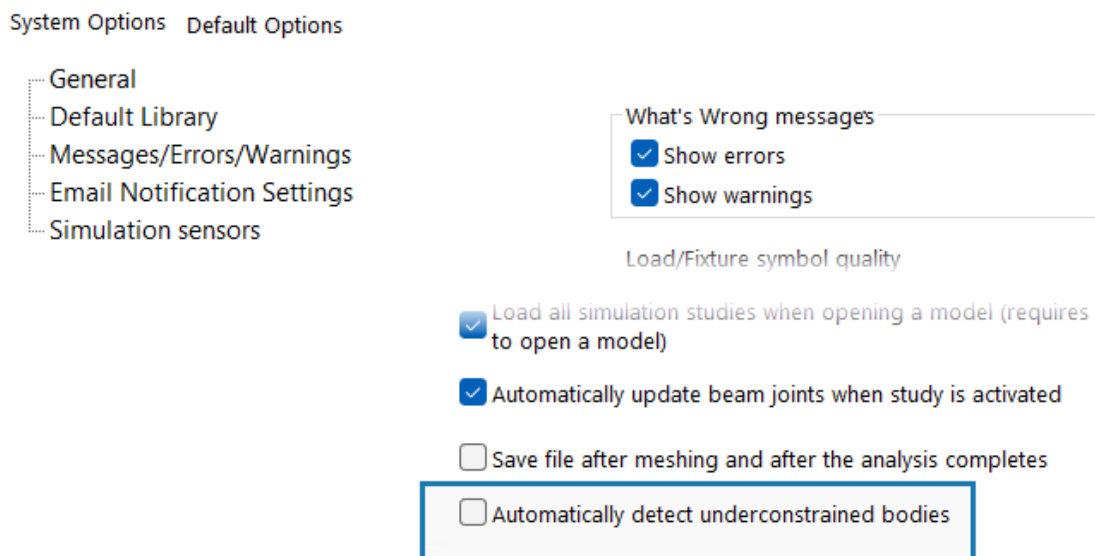 System Options Default Options
General
Default Library
Messages/Errors/Warnings
Email Notification Settings
Simulation sensors
What's Wrong messages
Show errors
Show warnings
Load/Fixture symbol quality
Load all simulation studies when opening a model (requires
to open a model)
Automatically update beam joints when study is activated
Save file after meshing and after the analysis completes
Automatically detect underconstrained bodies